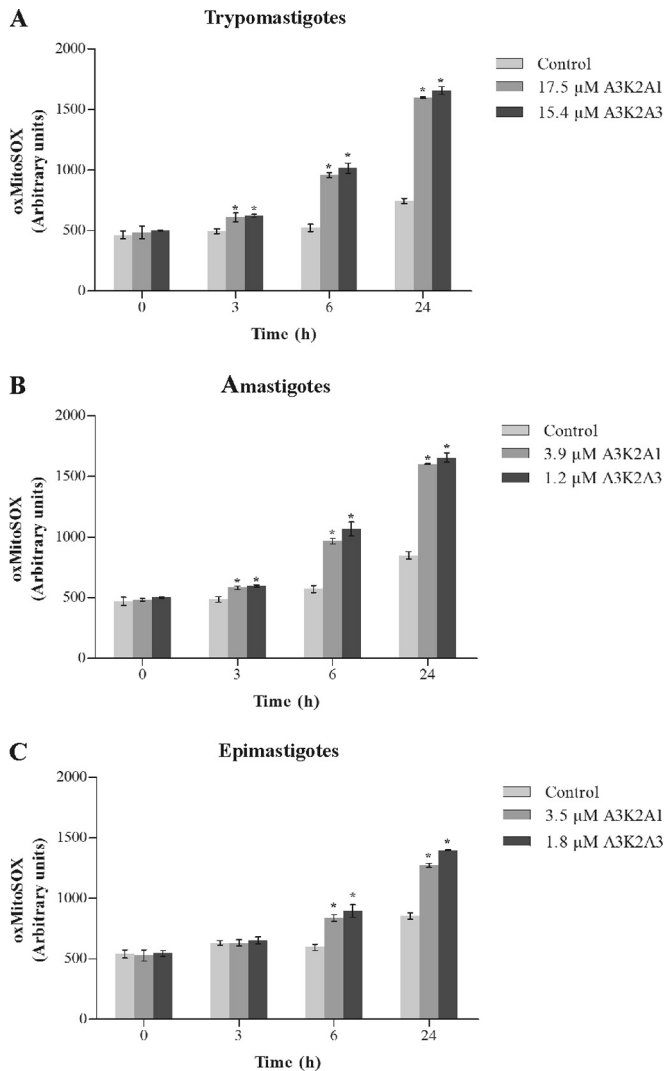 A
Trypomastigotes
2000
1500
1000
500
0
oxMitoSOX
(Arbitrary units)
* *
* *
* *
0 3 6 24
Time (h)
Control
17.5 µM A3K2A1
15.4 µM A3K2A3
B
Amastigotes
2000
1500
1000
500
0
oxMitoSOX
(Arbitrary units)
* *
* *
* *
0 3 6 24
Time (h)
Control
3.9 µM A3K2A1
1.2 µM A3K2A3
C
Epimastigotes
2000
1500
1000
500
0
oxMitoSOX
(Arbitrary units)
* *
* *
0 3 6 24
Time (h)
Control
3.5 µM A3K2A1
1.8 µM A3K2A3